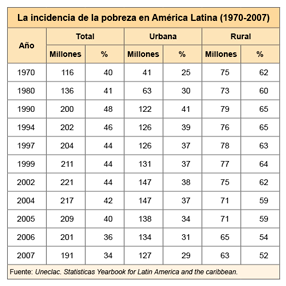 La incidencia de la pobreza en América Latina (1970-2007)
Año Total Urbana Rural
Millones % Millones % Millones %
1970 116 40 41 25 75 62
1980 136 41 63 30 73 60
1990 200 48 122 41 79 65
1994 202 46 126 39 76 65
1997 204 44 126 37 78 63
1999 211 44 131 37 77 64
2002 221 44 147 38 75 62
2004 217 42 147 37 71 59
2005 209 40 138 34 71 59
2006 201 36 134 31 65 54
2007 191 34 127 29 63 52
Fuente: Uneclac. Statisticas Yearbook for Latin America and the caribbean.